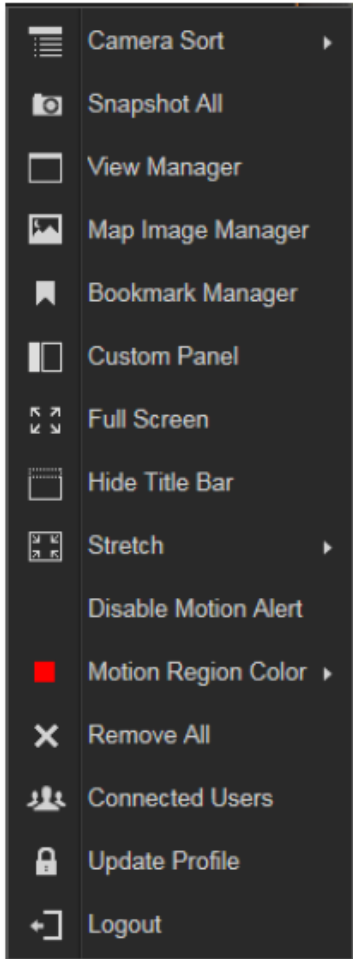 Camera Sort
Snapshot All
View Manager
Map Image Manager
Bookmark Manager
Custom Panel
Full Screen
Hide Title Bar
Stretch
Disable Motion Alert
Motion Region Color
Remove All
Connected Users
Update Profile
Logout